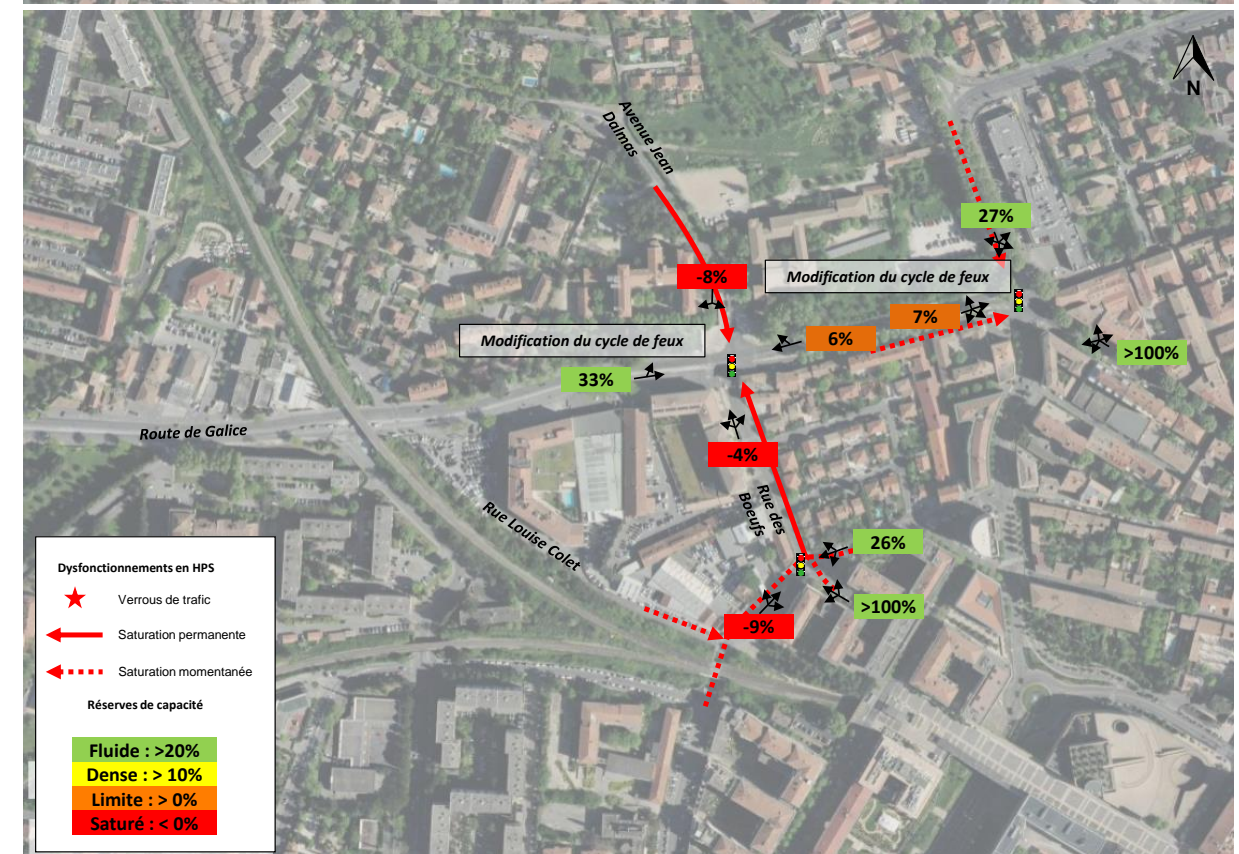 N
Avenue Jean
Dalmas
27%
-8%
Modification du cycle de feux
7%
Modification du cycle de feux
6%
>100%
33%
Route de Galice
-4%
Rue des
Boeufs
Rue Louise Colet
26%
>100%
-9%
Dysfonctionnements en HPS
Verrous de trafic
Saturation permanente
Saturation momentanée
Réserves de capacité
Fluide : >20%
Dense : > 10%
Limite : > 0%
Saturé : < 0%